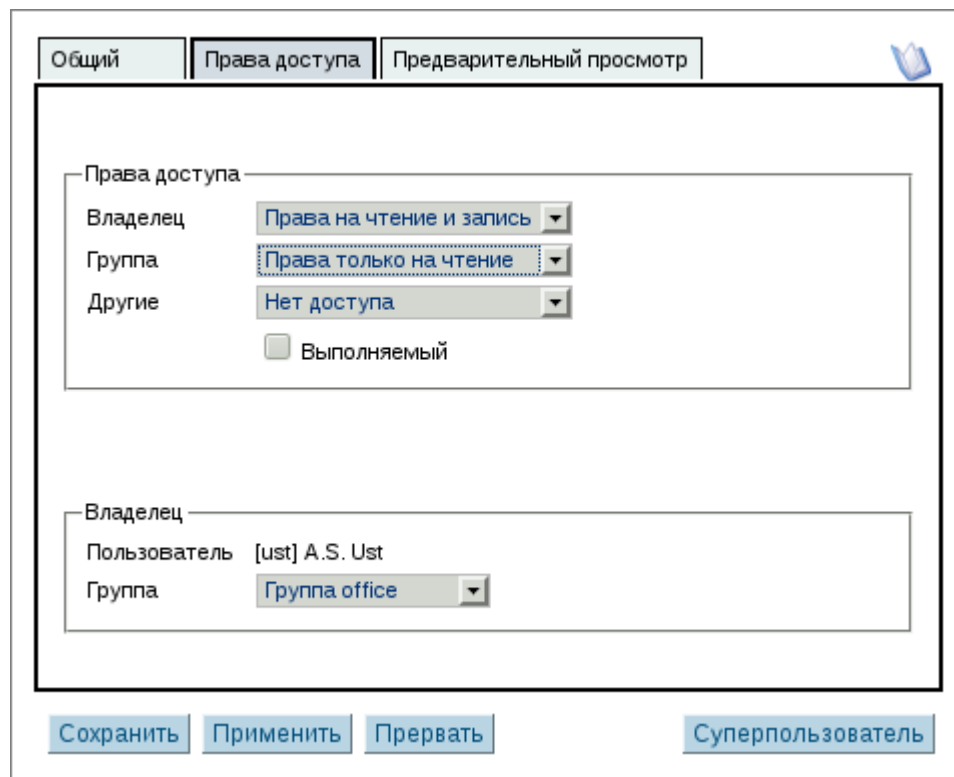 Общий Права доступа Предварительный просмотр
Права доступа
Владелец Права на чтение и запись
Группа Права только на чтение
Другие Нет доступа
Выполняемый
Владелец
Пользователь [ust] A.S. Ust
Группа Группа office
Сохранить Применить Прервать Суперпользователь